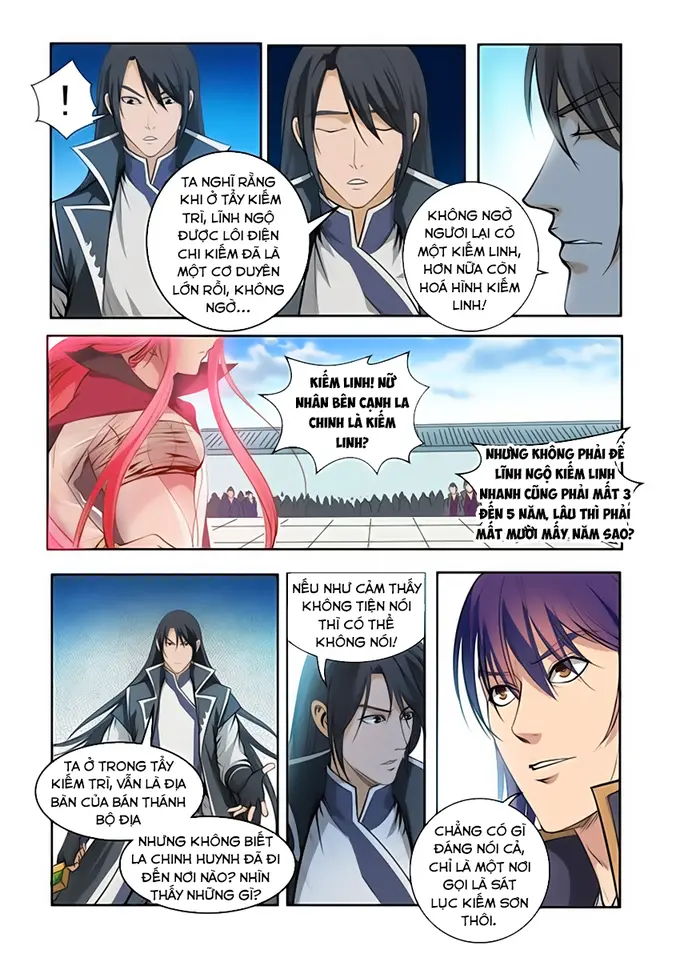 !
TA NGHĨ RẰNG
KHI Ở TẨY KIẾM
TRÌ, LĨNH NGỘ
ĐƯỢC LÔI ĐIỆN
CHI KIẾM ĐÃ LÀ
MỘT CƠ DUYÊN
LỚN RỒI, KHÔNG
NGỜ...
KHÔNG NGỜ
NGƯƠI LẠI CÓ
MỘT KIẾM LINH,
HƠN NỮA CÒN
HOÁ HÌNH KIẾM
LINH!
KIẾM LINH! NỮ
NHÂN BÊN CẠNH LA
CHINH LÀ KIẾM
LINH?
NHƯNG KHÔNG PHẢI ĐỂ
LĨNH NGỘ KIẾM LINH
NHANH CŨNG PHẢI MẤT 3
ĐẾN 5 NĂM, LÂU THÌ PHẢI
MẤT MƯỜI MẤY NĂM SAO?
TA Ở TRONG TẨY
KIẾM TRÌ, VẪN LÀ ĐỊA
BÀN CỦA BÁN THÁNH
BỘ ĐỊA
NHƯNG KHÔNG BIẾT
LA CHINH HUYNH ĐÃ ĐI
ĐẾN NƠI NÀO? NHÌN
THẤY NHỮNG GÌ?
NẾU NHƯ CẢM THẤY
KHÔNG TIỆN NÓI
THÌ CÓ THỂ
KHÔNG NÓI!
CHẲNG CÓ GÌ
ĐÁNG NÓI CẢ,
CHỈ LÀ MỘT NƠI
GỌI LÀ SÁT
LỤC KIẾM SƠN
THÔI.